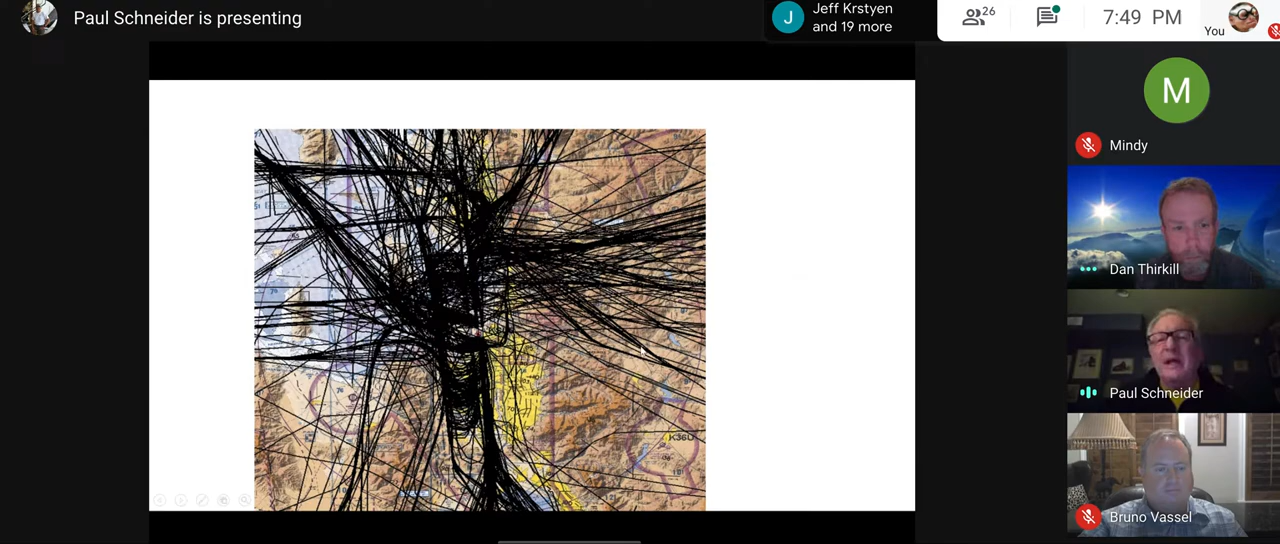 Paul Schneider is presenting
J
Jeff Krstyen
and 19 more
26
7:49 PM
You
M
Mindy
Dan Thirkill
Paul Schneider
Bruno Vassel
K36U